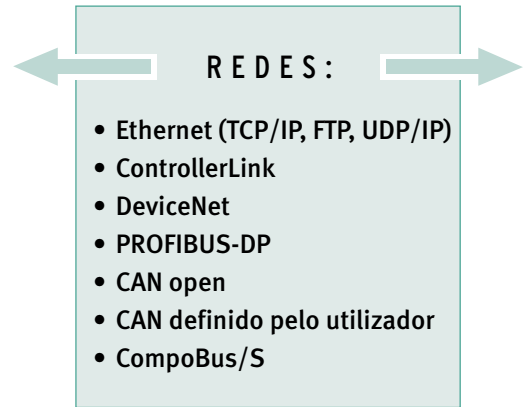 REDES:
• Ethernet (TCP/IP, FTP, UDP/IP)
• ControllerLink
• DeviceNet
• PROFIBUS-DP
• CAN open
• CAN definido pelo utilizador
• CompoBus/S